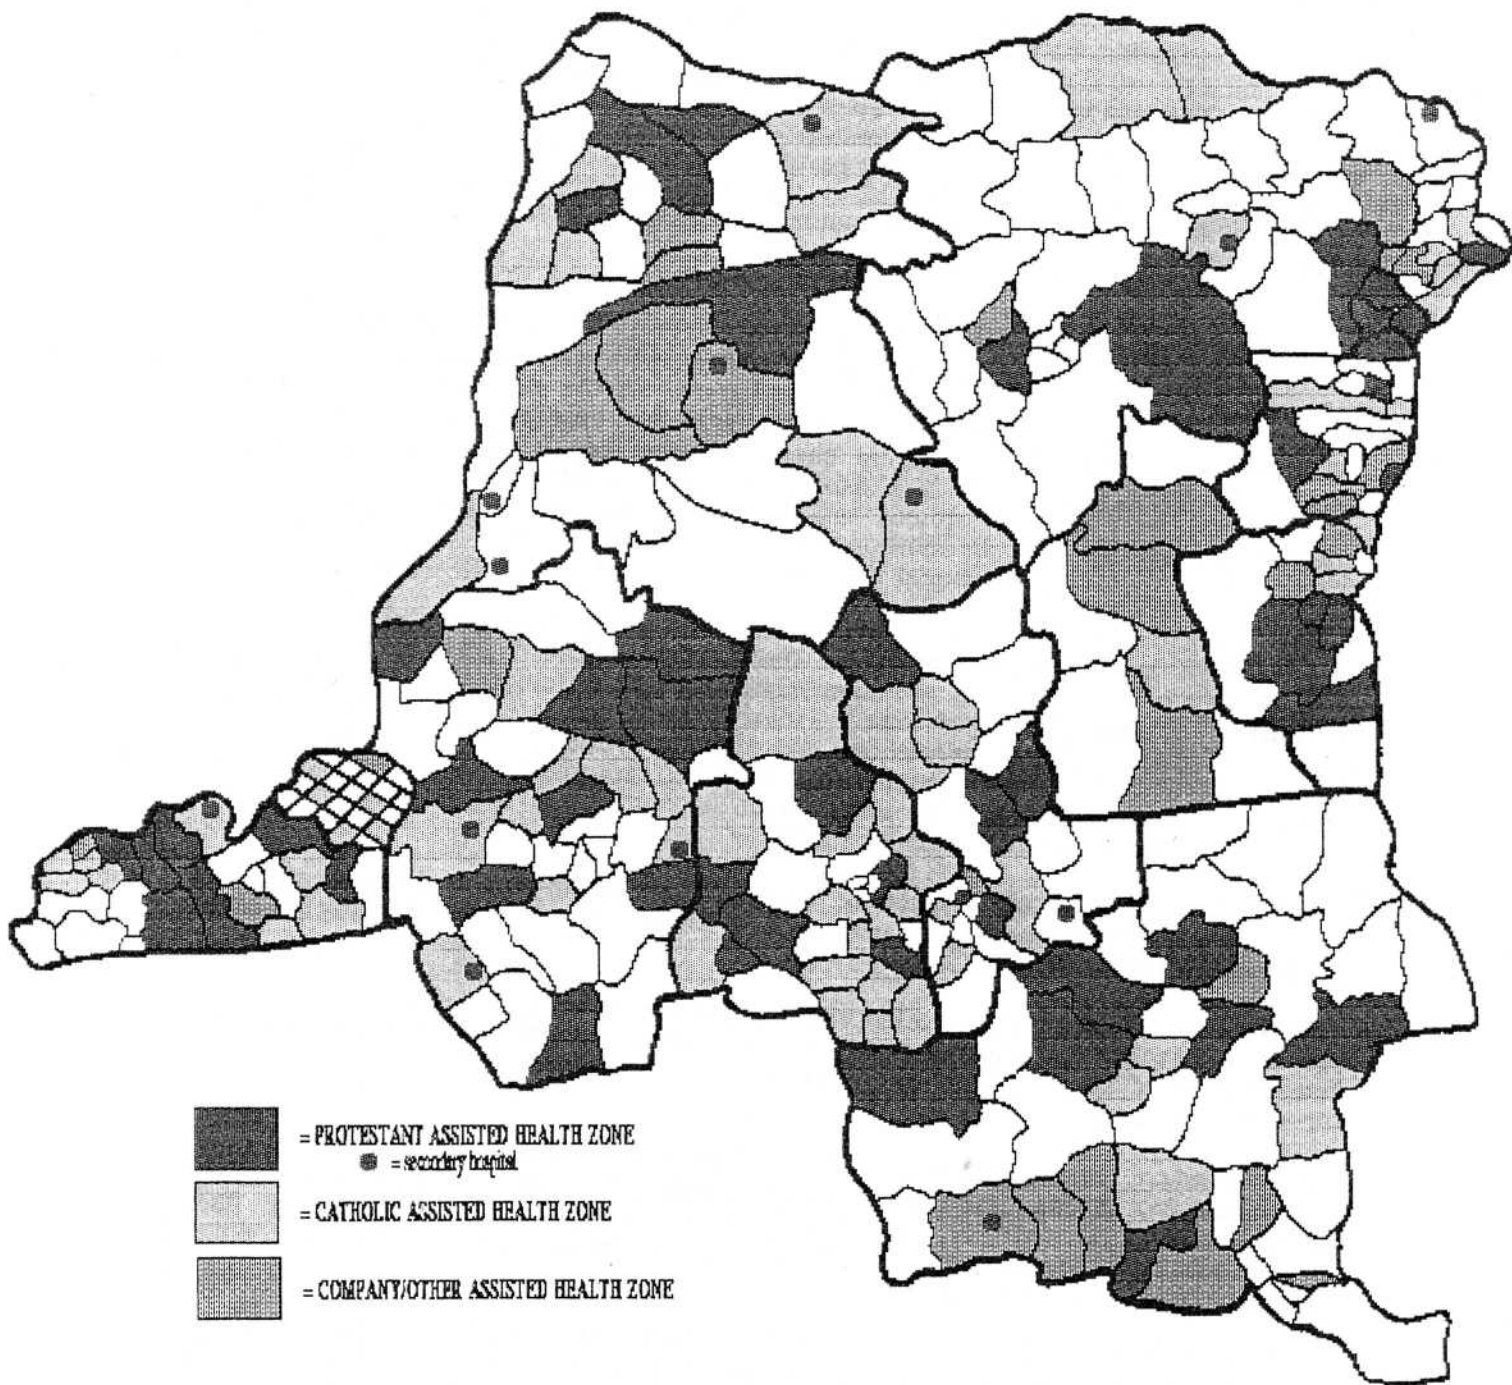 = PROTESTANT ASSISTED HEALTH ZONE
= secondary hospital
= CATHOLIC ASSISTED HEALTH ZONE
= COMPANY/OTHER ASSISTED HEALTH ZONE